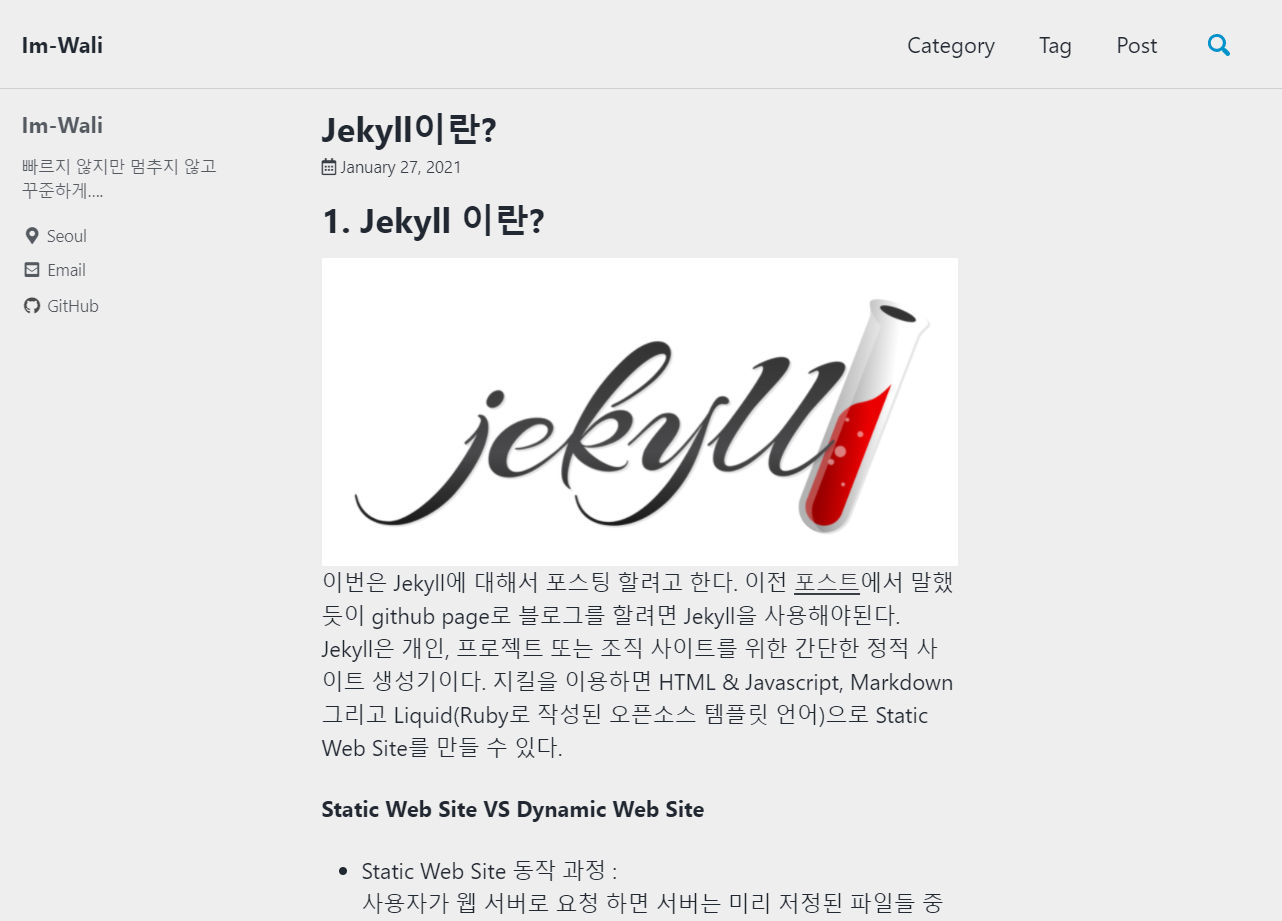 Im-Wali
Category Tag Post
Im-Wali
빠르지 않지만 멈추지 않고
꾸준하게....
Seoul
Email
GitHub
Jekyll이란?
January 27, 2021
1. Jekyll 이란?
jekyll
이번은 Jekyll에 대해서 포스팅 할려고 한다. 이전 포스트에서 말했
듯이 github page로 블로그를 할려면 Jekyll을 사용해야된다.
Jekyll은 개인, 프로젝트 또는 조직 사이트를 위한 간단한 정적 사
이트 생성기이다. 지킬을 이용하면 HTML & Javascript, Markdown
그리고 Liquid(Ruby로 작성된 오픈소스 템플릿 언어)으로 Static
Web Site를 만들 수 있다.
Static Web Site VS Dynamic Web Site
• Static Web Site 동작 과정 :
사용자가 웹 서버로 요청 하면 서버는 미리 저정된 파일들 중